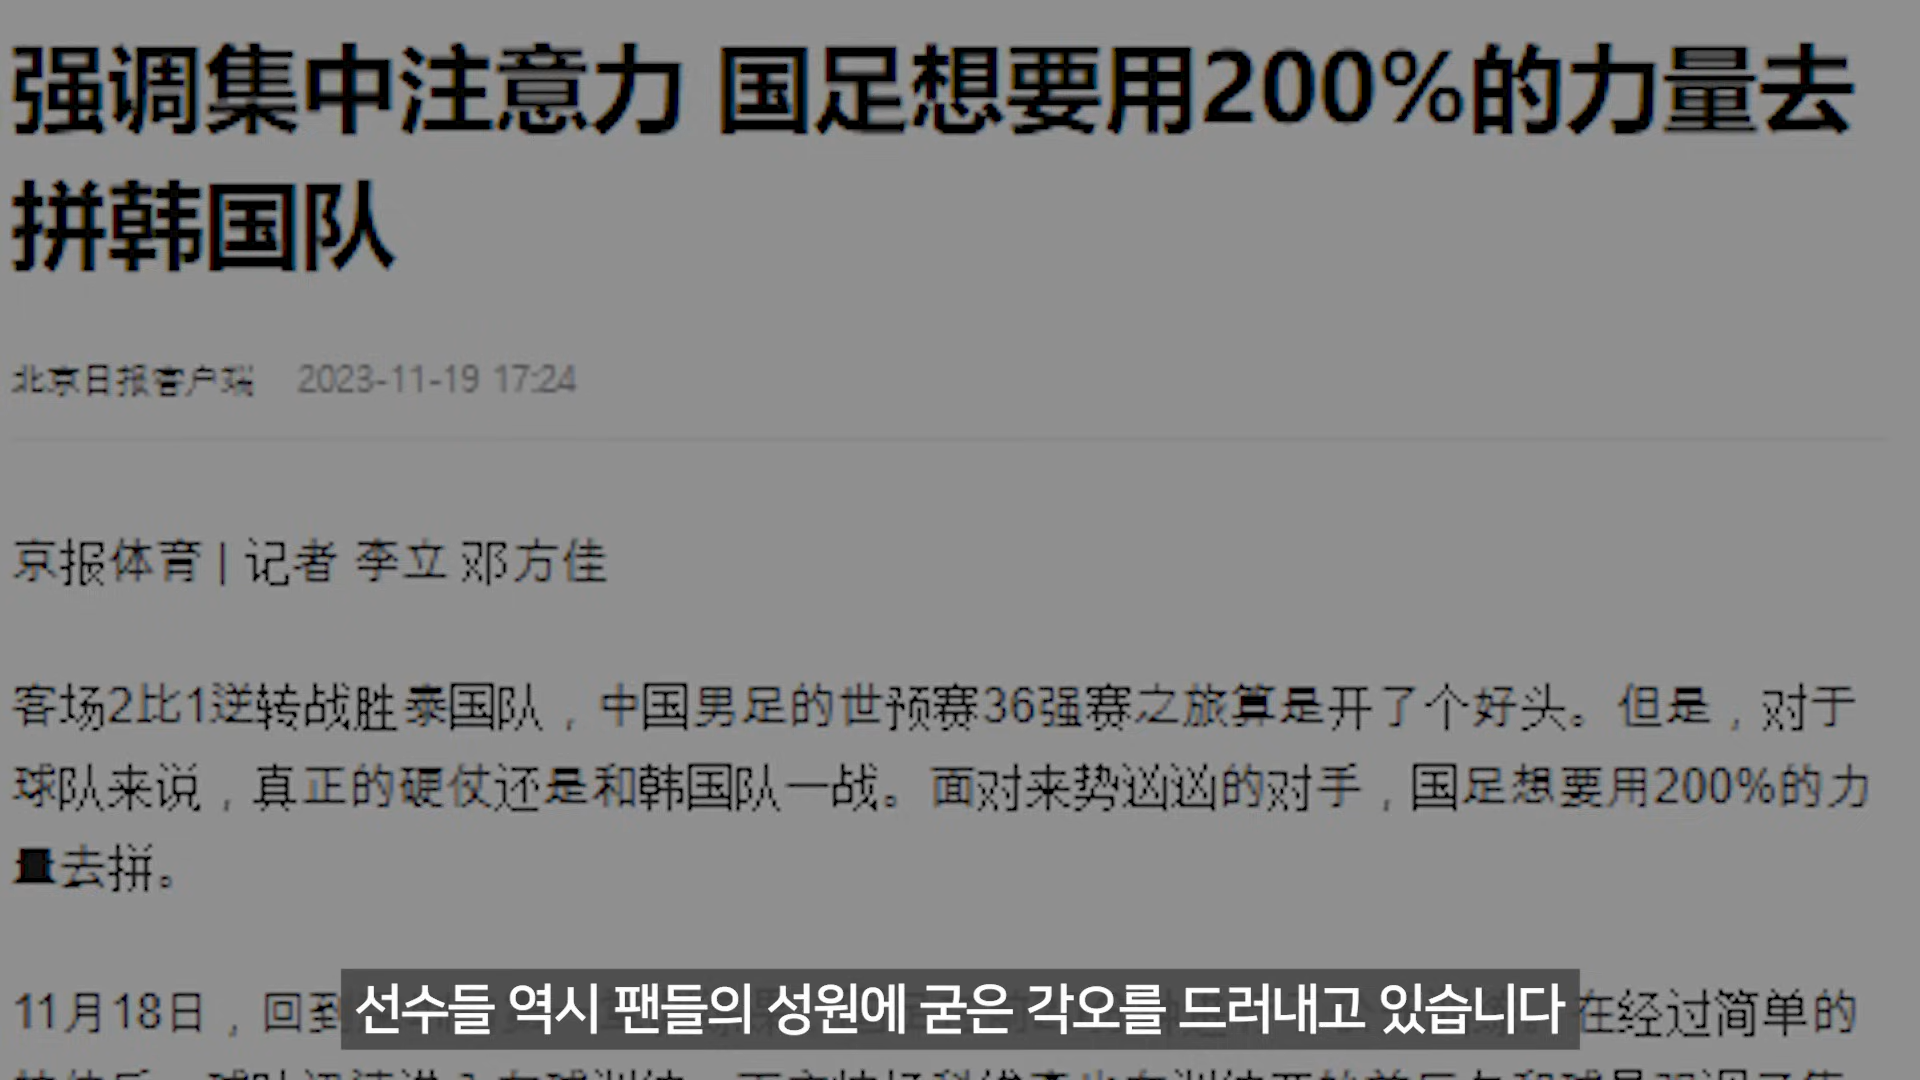 强调集中注意力 国足想要用200%的力量去
拼韩国队
北京日报客户端 2023-11-19 17:24
京报体育 | 记者 李立 邓方佳
客场2比1逆转战胜泰国队，中国男足的世预赛36强赛之旅算是开了个好头。但是，对于
球队来说，真正的硬仗还是和韩国队一战。面对来势汹汹的对手，国足想要用200%的力
量去拼。
11月18日，回到
在经过简单的
선수들 역시 팬들의 성원에 굳은 각오를 드러내고 있습니다